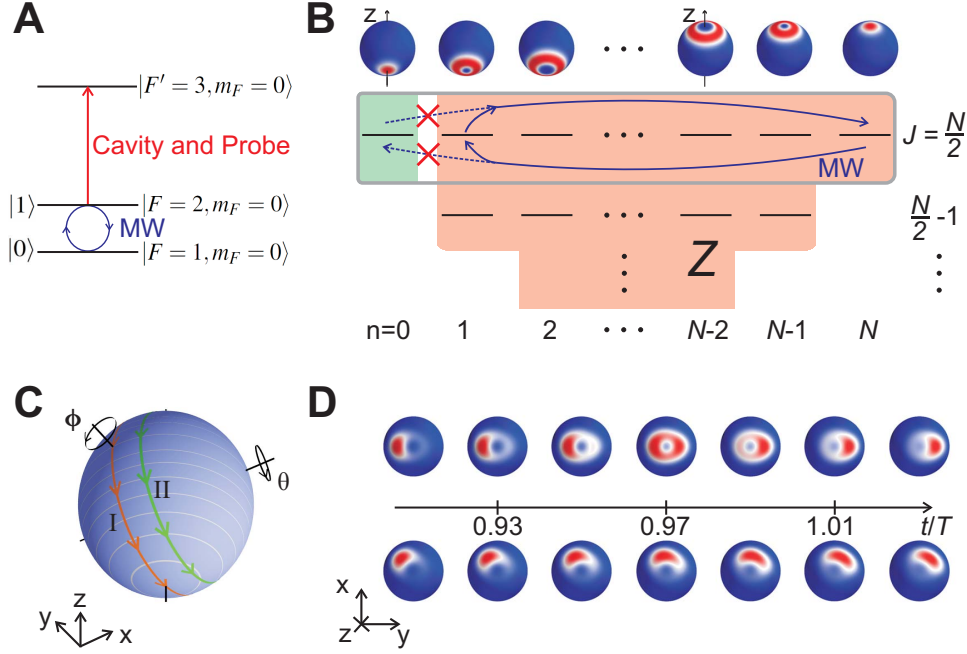 A
|F′ = 3, m_F = 0⟩
Cavity and Probe
|1⟩
|F = 2, m_F = 0⟩
MW
|0⟩
|F = 1, m_F = 0⟩
B
z
z
MW
J = N/2
N/2 -1
Z
n=0 1 2 N-2 N-1 N
C
ϕ
θ
I
II
z
y
x
D
0.93 0.97 1.01 t/T
x
z
y